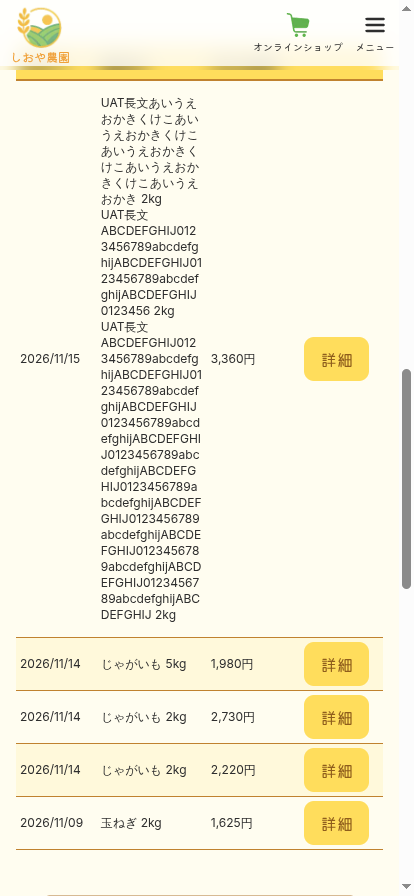 しおや農園
オンラインショップ
メニュー
UAT長文あいうえ
おかきくけこあい
うえおかきくけこ
あいうえおかきく
けこあいうえおか
きくけこあいうえ
おかき 2kg
UAT長文
ABCDEFGHIJ012
3456789abcdefg
hijABCDEFGHIJ01
23456789abcdef
ghijABCDEFGHIJ
0123456 2kg
UAT長文
ABCDEFGHIJ012
3456789abcdefg
hijABCDEFGHIJ01
23456789abcdef
ghijABCDEFGHIJ
0123456789abcd
efghijABCDEFGHI
J0123456789abc
defghijABCDEFG
HIJ0123456789a
bcdefghijABCDEF
GHIJ0123456789
abcdefghijABCDE
FGHIJ012345678
9abcdefghijABCD
EFGHIJ01234567
89abcdefghijABC
DEFGHIJ 2kg
2026/11/15 3,360円 詳細
2026/11/14 じゃがいも 5kg 1,980円 詳細
2026/11/14 じゃがいも 2kg 2,730円 詳細
2026/11/14 じゃがいも 2kg 2,220円 詳細
2026/11/09 玉ねぎ 2kg 1,625円 詳細